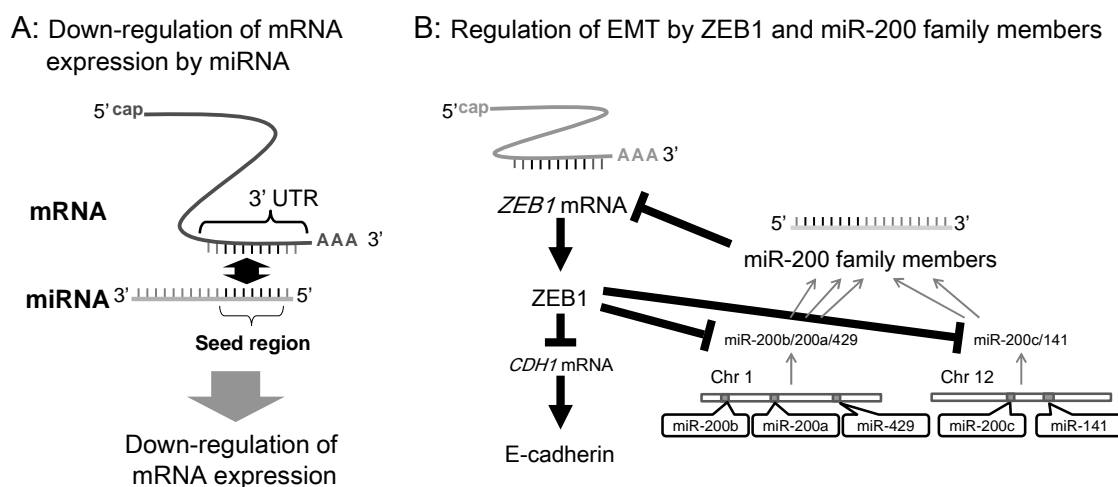 A: Down-regulation of mRNA
expression by miRNA
5’ cap
3’ UTR
mRNA
AAA 3’
miRNA 3’ 5’
Seed region
Down-regulation of
mRNA expression
B: Regulation of EMT by ZEB1 and miR-200 family members
5’cap
AAA 3’
ZEB1 mRNA
5’ 3’
miR-200 family members
ZEB1
miR-200b/200a/429
miR-200c/141
CDH1 mRNA
Chr 1
Chr 12
miR-200b
miR-200a
miR-429
miR-200c
miR-141
E-cadherin